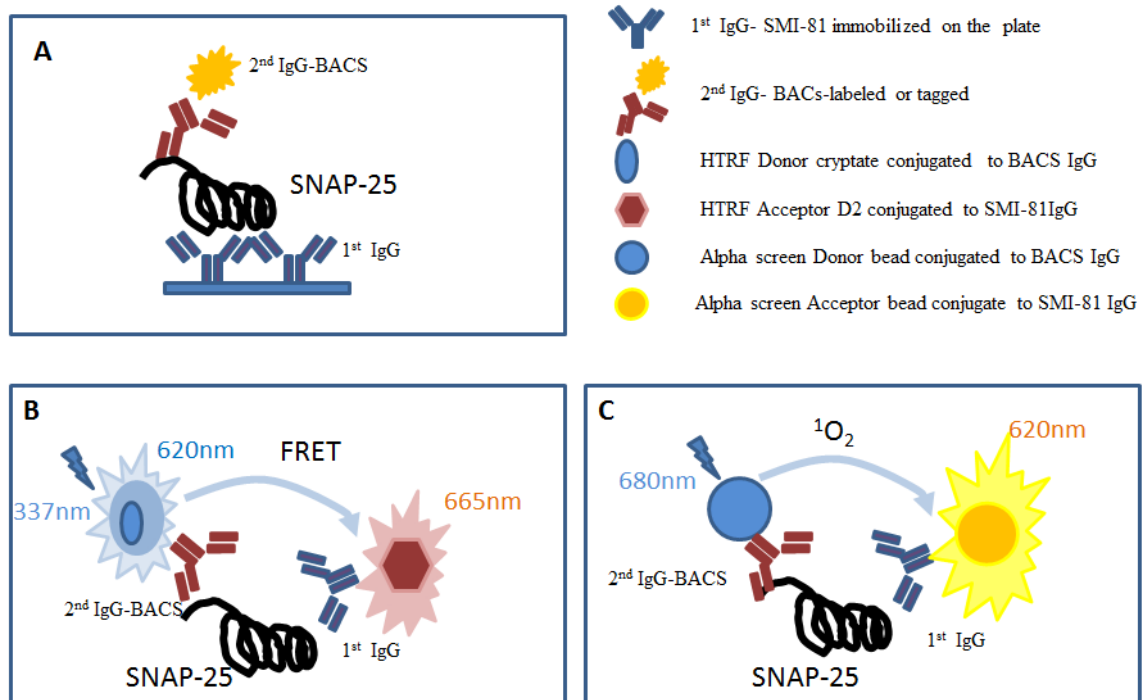 A
2nd IgG-BACS
SNAP-25
1st IgG
1st IgG- SMI-81 immobilized on the plate
2nd IgG- BACs-labeled or tagged
HTRF Donor cryptate conjugated to BACS IgG
HTRF Acceptor D2 conjugated to SMI-81IgG
Alpha screen Donor bead conjugated to BACS IgG
Alpha screen Acceptor bead conjugate to SMI-81 IgG
B
620nm
FRET
337nm
665nm
2nd IgG-BACS
1st IgG
SNAP-25
C
1O2
620nm
680nm
2nd IgG-BACS
1st IgG
SNAP-25